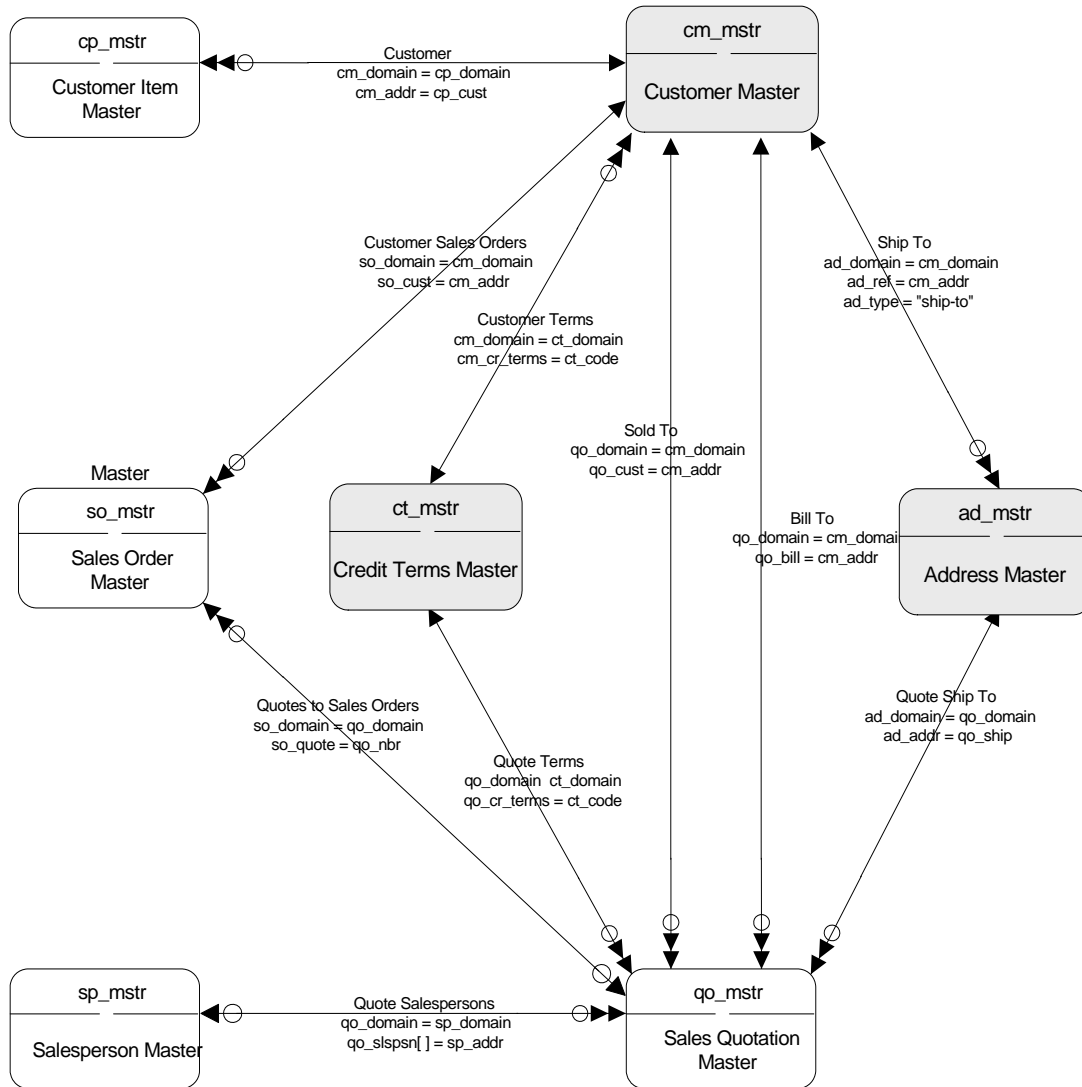 cp_mstr
Customer Item
Master
Customer
cm_domain = cp_domain
cm_addr = cp_cust
cm_mstr
Customer Master
Customer Sales Orders
so_domain = cm_domain
so_cust = cm_addr
Ship To
ad_domain = cm_domain
ad_ref = cm_addr
ad_type = "ship-to"
Customer Terms
cm_domain = ct_domain
cm_cr_terms = ct_code
Sold To
qo_domain = cm_domain
qo_cust = cm_addr
Master
so_mstr
Sales Order
Master
ct_mstr
Credit Terms Master
Bill To
qo_domain = cm_domai
qo_bill = cm_addr
ad_mstr
Address Master
Quotes to Sales Orders
so_domain = qo_domain
so_quote = qo_nbr
Quote Terms
qo_domain ct_domain
qo_cr_terms = ct_code
Quote Ship To
ad_domain = qo_domain
ad_addr = qo_ship
sp_mstr
Salesperson Master
Quote Salespersons
qo_domain = sp_domain
qo_slspsn[ ] = sp_addr
qo_mstr
Sales Quotation
Master